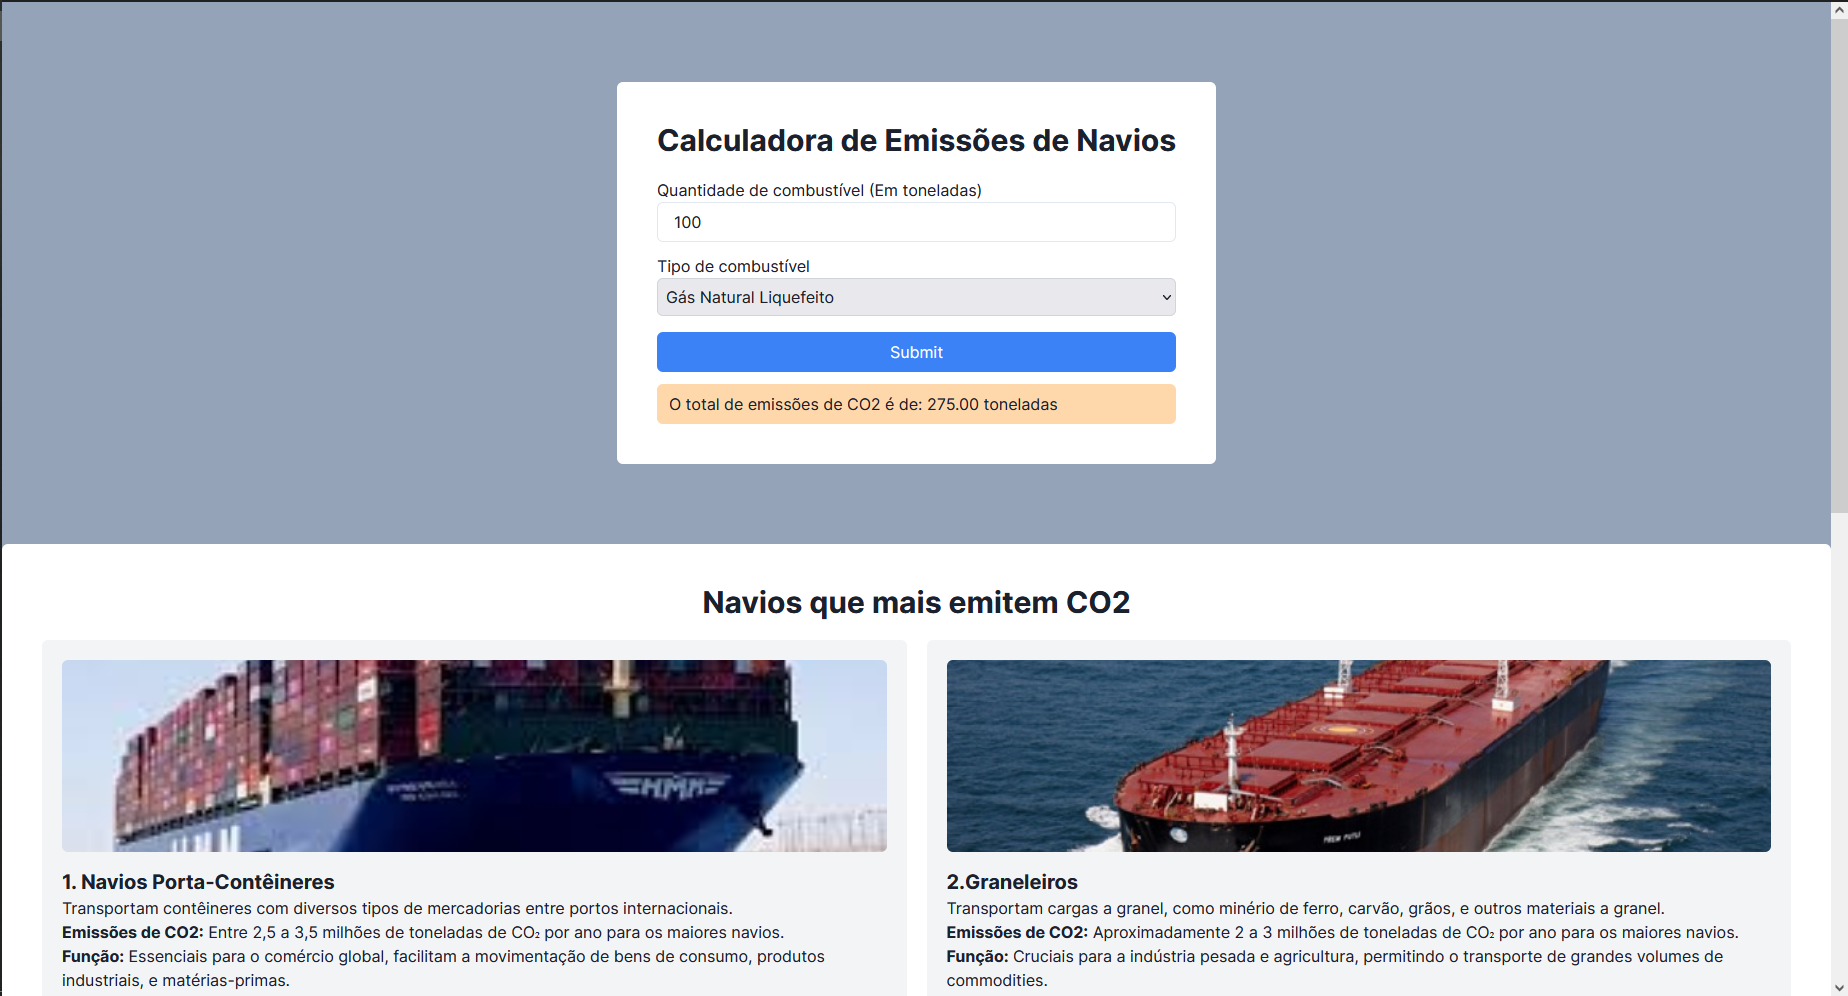 Calculadora de Emissões de Navios
Quantidade de combustível (Em toneladas)
100
Tipo de combustível
Gás Natural Liquefeito
Submit
O total de emissões de CO2 é de: 275.00 toneladas
Navios que mais emitem CO2
HMM
1. Navios Porta-Contêineres
Transportam contêineres com diversos tipos de mercadorias entre portos internacionais.
Emissões de CO2: Entre 2,5 a 3,5 milhões de toneladas de CO₂ por ano para os maiores navios.
Função: Essenciais para o comércio global, facilitam a movimentação de bens de consumo, produtos
industriais, e matérias-primas.
2.Graneleiros
Transportam cargas a granel, como minério de ferro, carvão, grãos, e outros materiais a granel.
Emissões de CO2: Aproximadamente 2 a 3 milhões de toneladas de CO₂ por ano para os maiores navios.
Função: Cruciais para a indústria pesada e agricultura, permitindo o transporte de grandes volumes de
commodities.